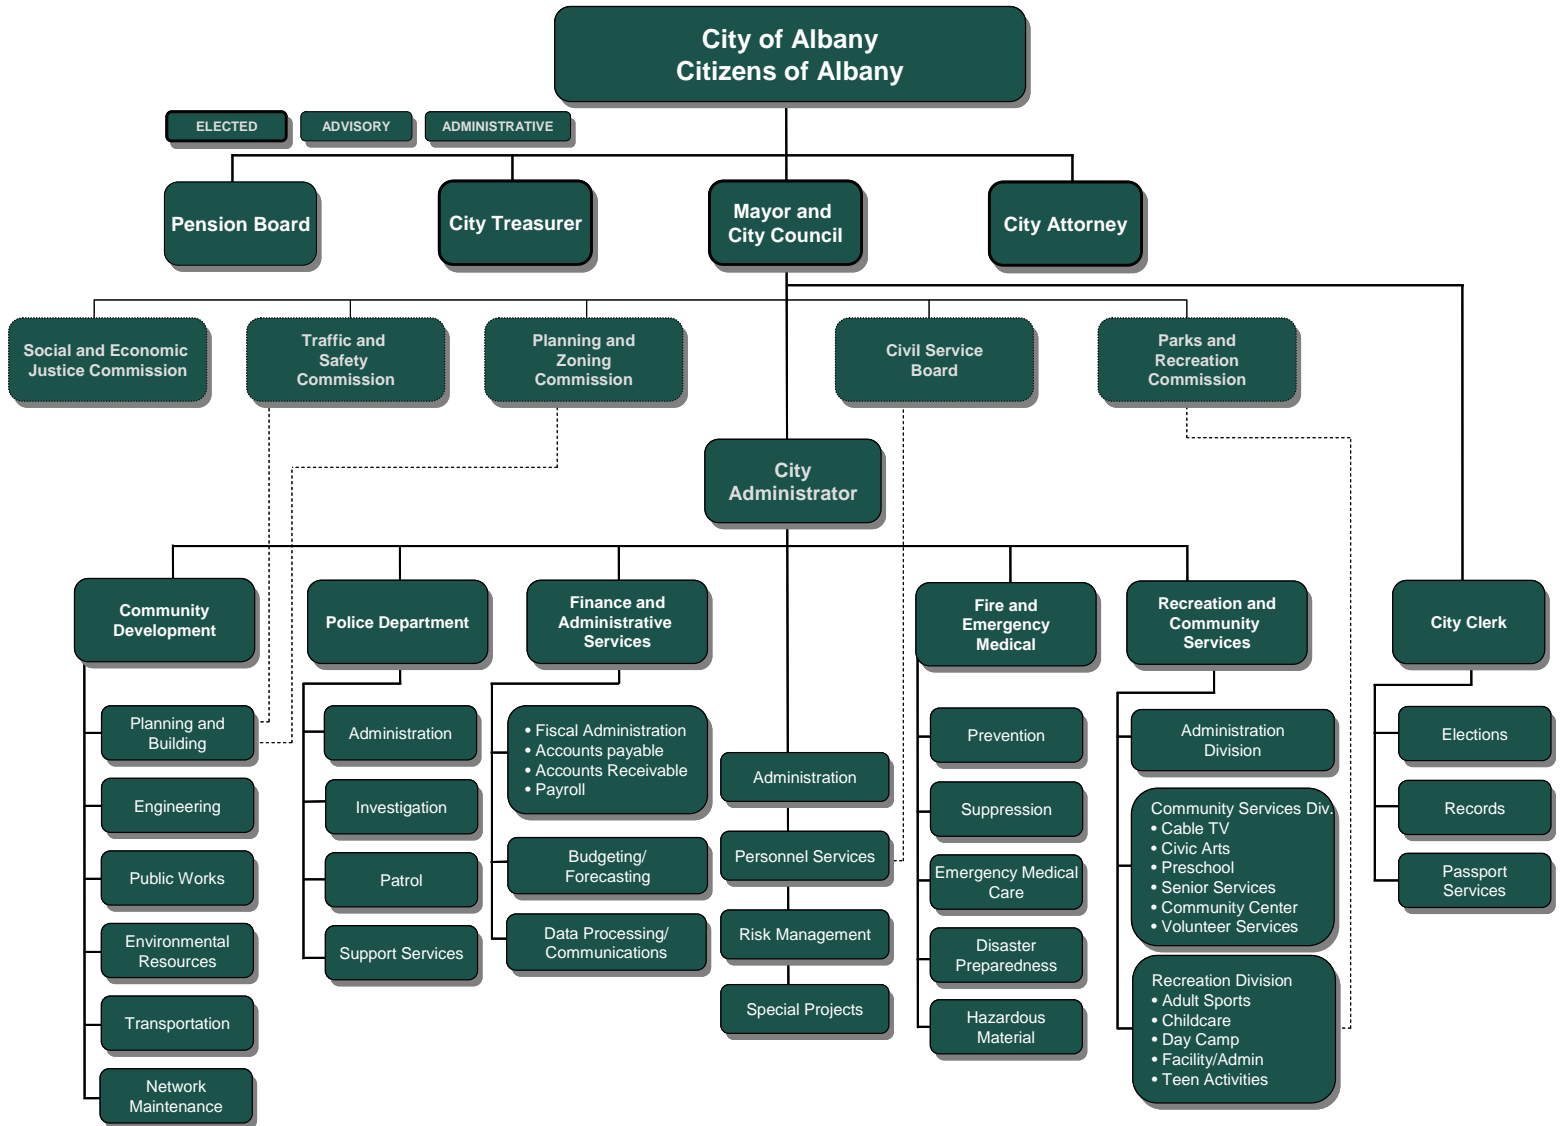 City of Albany
Citizens of Albany
ELECTED
ADVISORY
ADMINISTRATIVE
Pension Board
City Treasurer
Mayor and
City Council
City Attorney
Social and Economic
Justice Commission
Traffic and
Safety
Commission
Planning and
Zoning
Commission
Civil Service
Board
Parks and
Recreation
Commission
City
Administrator
Community
Development
Police Department
Finance and
Administrative
Services
Fire and
Emergency
Medical
Recreation and
Community
Services
City Clerk
Planning and
Building
Engineering
Public Works
Environmental
Resources
Transportation
Network
Maintenance
Administration
Investigation
Patrol
Support Services
• Fiscal Administration
• Accounts payable
• Accounts Receivable
• Payroll
Budgeting/
Forecasting
Data Processing/
Communications
Administration
Personnel Services
Risk Management
Special Projects
Prevention
Suppression
Emergency Medical
Care
Disaster
Preparedness
Hazardous
Material
Administration
Division
Community Services Div.
• Cable TV
• Civic Arts
• Preschool
• Senior Services
• Community Center
• Volunteer Services
Recreation Division
• Adult Sports
• Childcare
• Day Camp
• Facility/Admin
• Teen Activities
Elections
Records
Passport
Services